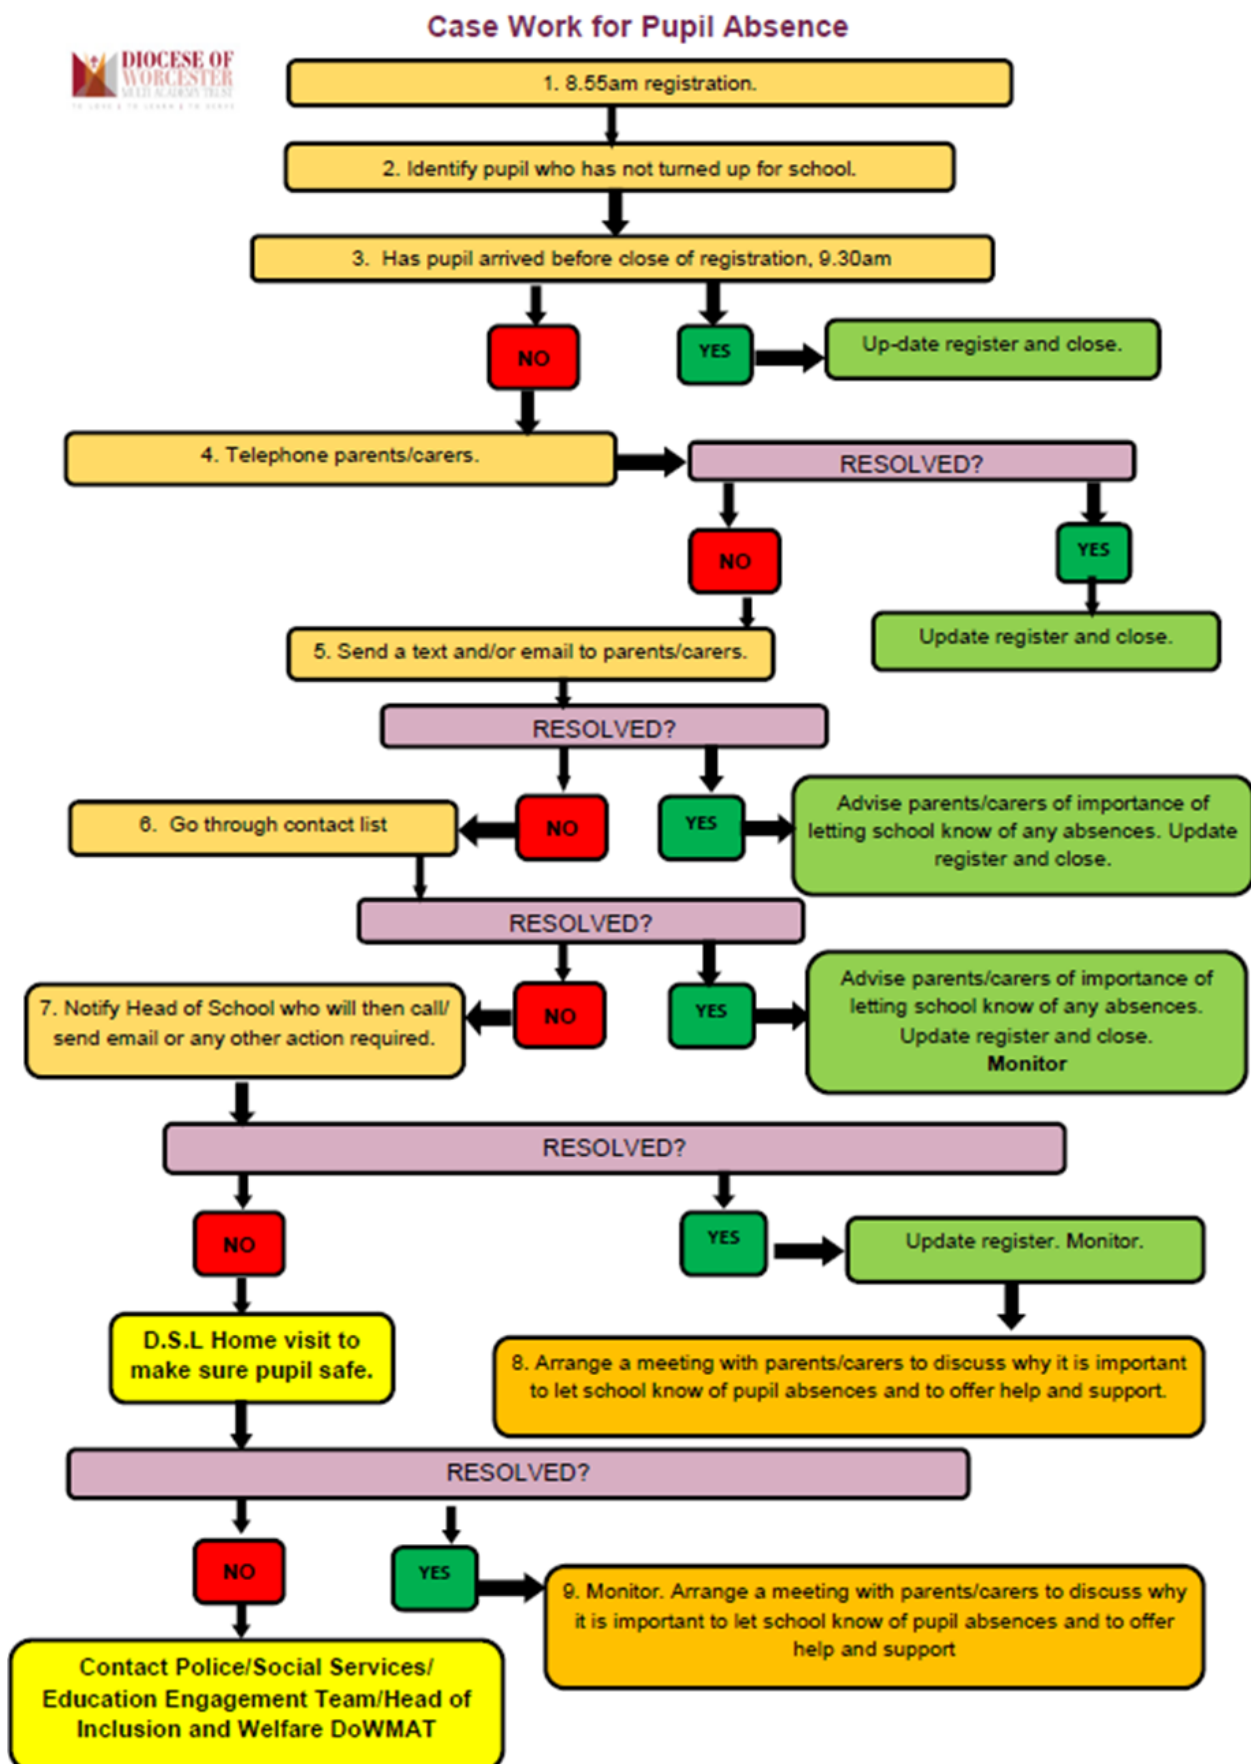 Case Work for Pupil Absence
DIOCESE OF
WORCESTER
MULTI ACADEMY TRUST
TO LOVE | TO LEARN | TO SERVE
1. 8.55am registration.
2. Identify pupil who has not turned up for school.
3. Has pupil arrived before close of registration, 9.30am
NO
YES
Up-date register and close.
4. Telephone parents/carers.
RESOLVED?
NO
YES
Update register and close.
5. Send a text and/or email to parents/carers.
RESOLVED?
6. Go through contact list
NO
YES
Advise parents/carers of importance of
letting school know of any absences. Update
register and close.
RESOLVED?
7. Notify Head of School who will then call/
send email or any other action required.
NO
YES
Advise parents/carers of importance of
letting school know of any absences.
Update register and close.
Monitor
RESOLVED?
NO
YES
Update register. Monitor.
D.S.L Home visit to
make sure pupil safe.
8. Arrange a meeting with parents/carers to discuss why it is important
to let school know of pupil absences and to offer help and support.
RESOLVED?
NO
YES
9. Monitor. Arrange a meeting with parents/carers to discuss why
it is important to let school know of pupil absences and to offer
help and support
Contact Police/Social Services/
Education Engagement Team/Head of
Inclusion and Welfare DoWMAT